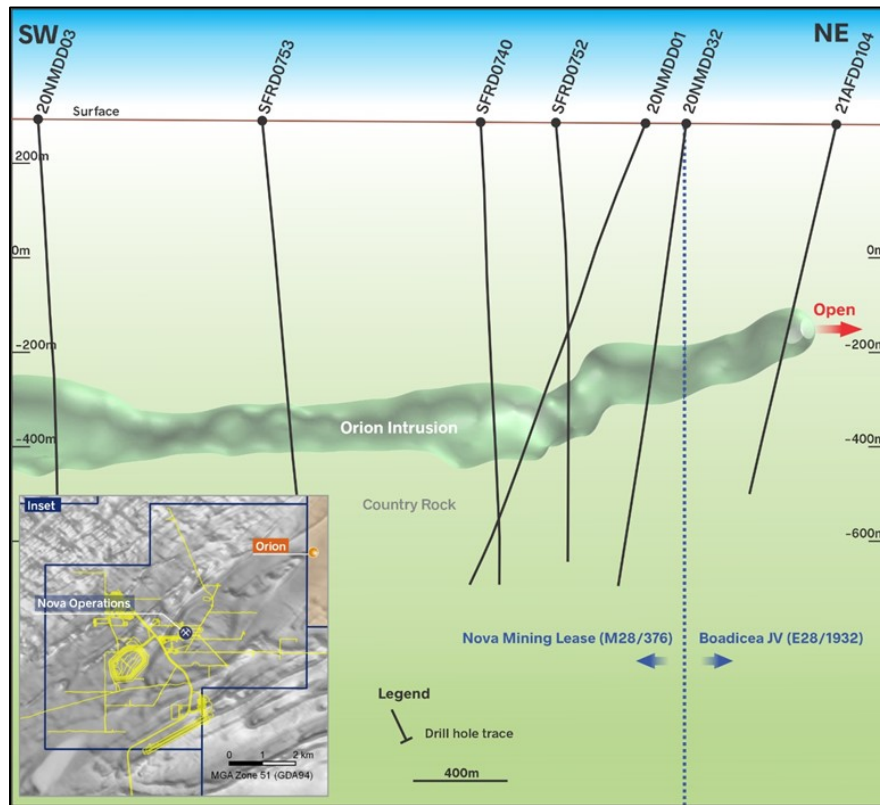 SW
NE
20NMDD03
SFRD0753
SFRD0740
SFRD0752
20NMDD01
20NMDD32
21AFDD104
Surface
200m
200m
0m
0m
Open
-200m
-200m
Orion Intrusion
-400m
-400m
Country Rock
-600m
Inset
Orion
Nova Operations
0 1 2 km
MGA Zone 51 (GDA94)
Nova Mining Lease (M28/376)
Boadicea JV (E28/1932)
Legend
Drill hole trace
400m